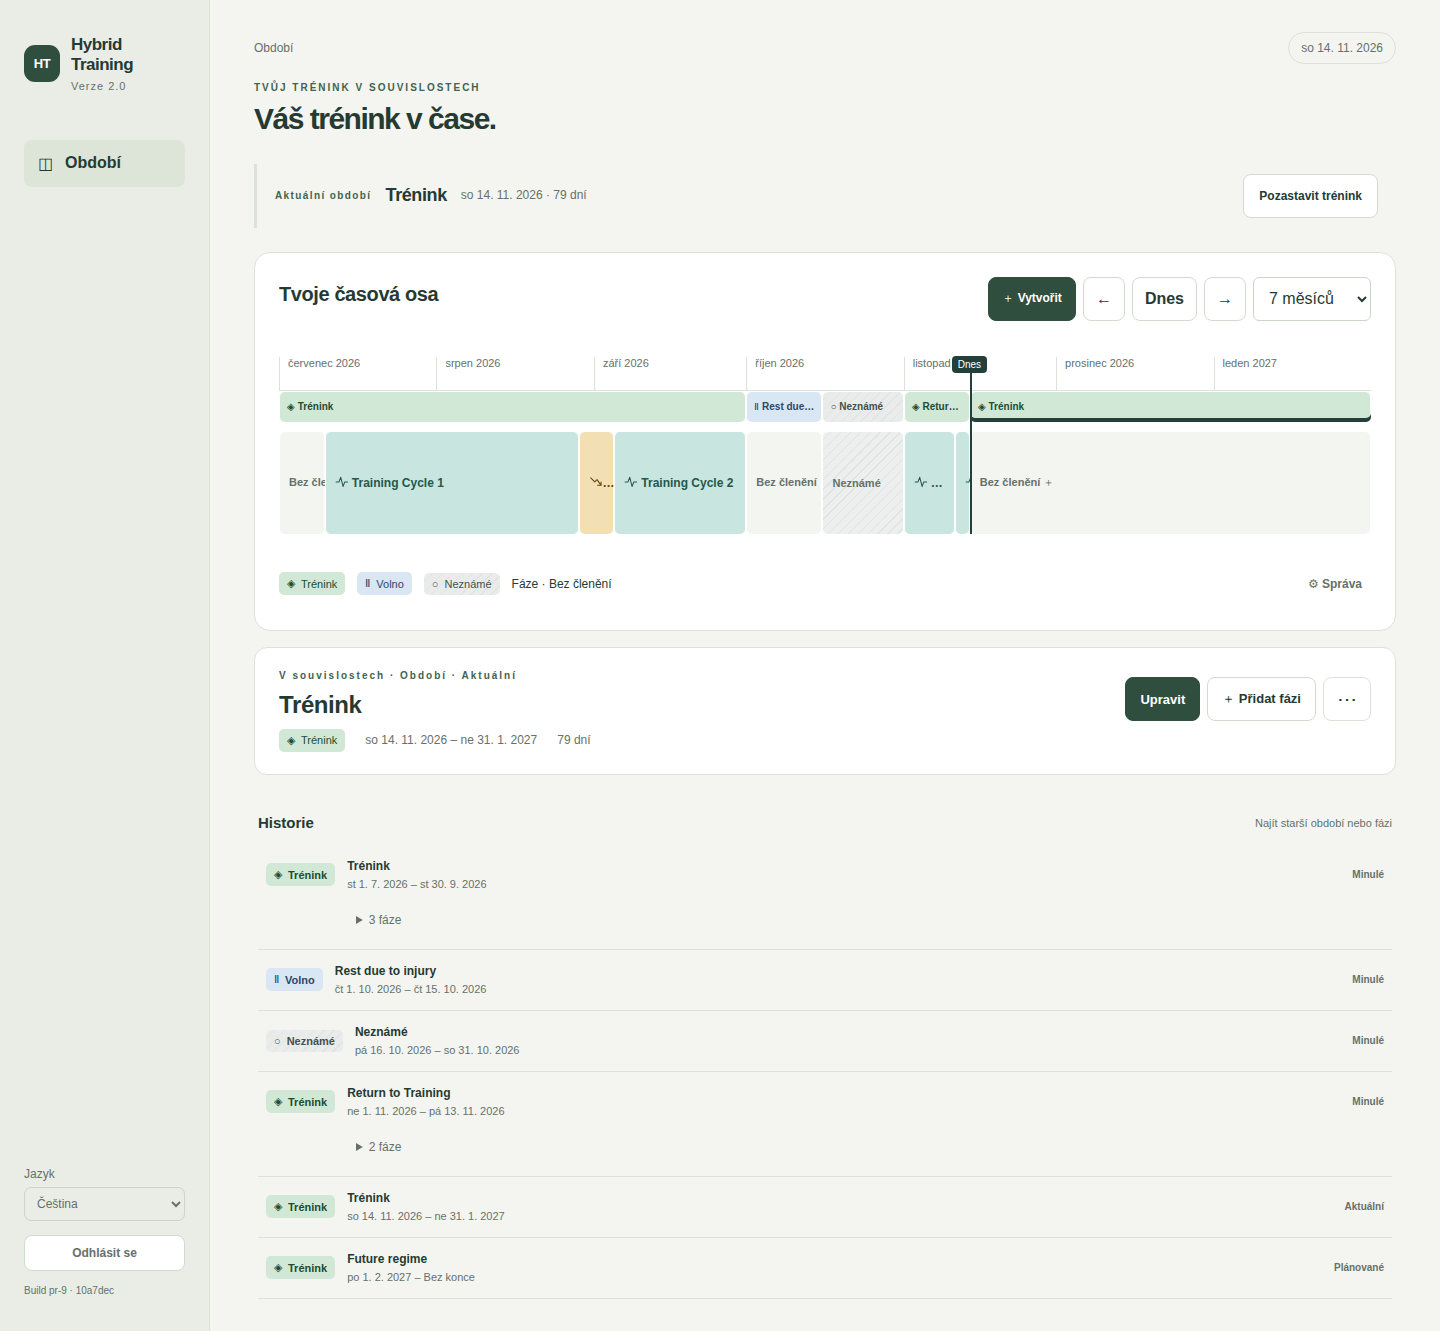 HT
Hybrid
Training
Verze 2.0
Období
Jazyk
Čeština
Odhlásit se
Build pr-9 · 10a7dec
Období
so 14. 11. 2026
TVŮJ TRÉNINK V SOUVISLOSTECH
Váš trénink v čase.
Aktuální období Trénink so 14. 11. 2026 · 79 dní
Pozastavit trénink
Tvoje časová osa
+ Vytvořit ← Dnes → 7 měsíců
červenec 2026 srpen 2026 září 2026 říjen 2026 listopad Dnes prosinec 2026 leden 2027
Trénink Rest due… Neznámé Retur… Trénink
Bez čle Training Cycle 1 … Training Cycle 2 Bez členění Neznámé … Bez členění +
Trénink Volno Neznámé Fáze · Bez členění
Správa
V souvislostech · Období · Aktuální
Trénink
Upravit + Přidat fázi ···
Trénink so 14. 11. 2026 – ne 31. 1. 2027 79 dní
Historie
Najít starší období nebo fázi
Trénink Trénink
st 1. 7. 2026 – st 30. 9. 2026
Minulé
3 fáze
Volno Rest due to injury
čt 1. 10. 2026 – čt 15. 10. 2026
Minulé
Neznámé Neznámé
pá 16. 10. 2026 – so 31. 10. 2026
Minulé
Trénink Return to Training
ne 1. 11. 2026 – pá 13. 11. 2026
Minulé
2 fáze
Trénink Trénink
so 14. 11. 2026 – ne 31. 1. 2027
Aktuální
Trénink Future regime
po 1. 2. 2027 – Bez konce
Plánované